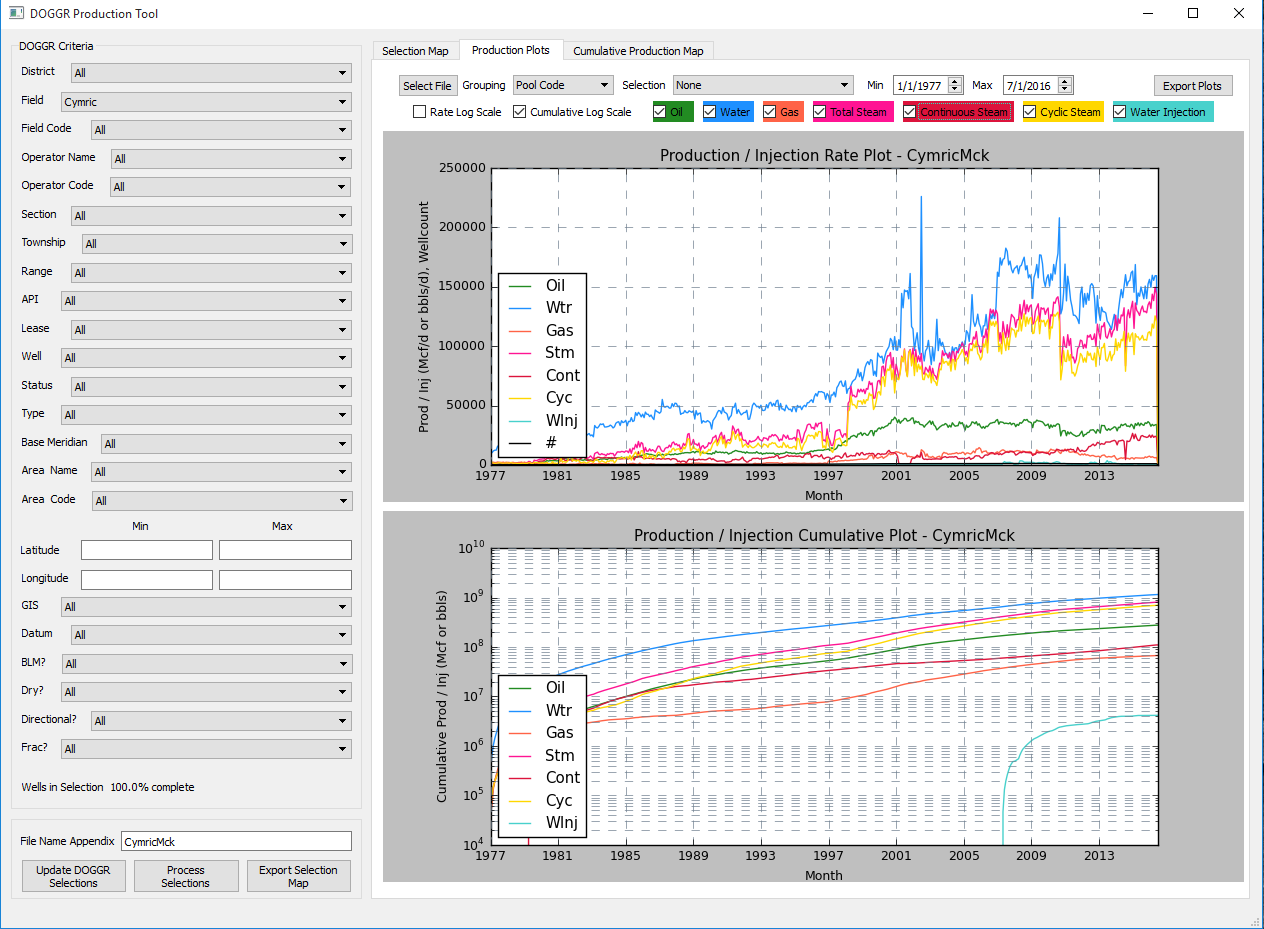 DOGGR Production Tool
DOGGR Criteria
District All
Field Cymric
Field Code All
Operator Name All
Operator Code All
Section All
Township All
Range All
API All
Lease All
Well All
Status All
Type All
Base Meridian All
Area Name All
Area Code All
Min Max
Latitude
Longitude
GIS All
Datum All
BLM? All
Dry? All
Directional? All
Frac? All
Wells in Selection 100.0% complete
File Name Appendix CymricMck
Update DOGGR Selections
Process Selections
Export Selection Map
Selection Map Production Plots Cumulative Production Map
Select File Grouping Pool Code Selection None Min 1/1/1977 Max 7/1/2016 Export Plots
Rate Log Scale Cumulative Log Scale Oil Water Gas Total Steam Continuous Steam Cyclic Steam Water Injection
Production / Injection Rate Plot - CymricMck
Prod / Inj (Mcf/d or bbls/d), Wellcount
250000
200000
150000
100000
50000
0
Oil
Wtr
Gas
Stm
Cont
Cyc
WInj
#
1977 1981 1985 1989 1993 1997 2001 2005 2009 2013
Month
Production / Injection Cumulative Plot - CymricMck
Cumulative Prod / Inj (Mcf or bbls)
10^10
10^9
10^8
10^7
10^6
10^5
10^4
Oil
Wtr
Gas
Stm
Cont
Cyc
WInj
1977 1981 1985 1989 1993 1997 2001 2005 2009 2013
Month